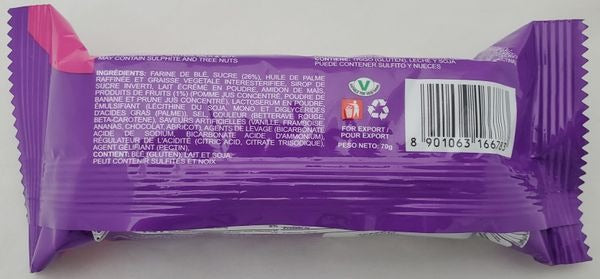 MAY CONTAIN SULPHITE AND TREE NUTS
CONTIENE: TRIGO (GLUTEN), LECHE Y SOJA
PUEDE CONTENER SULFITO Y NUECES
INGRÉDIENTS: FARINE DE BLÉ, SUCRE (26%), HUILE DE PALME
RAFFINÉE ET GRAISSE VÉGÉTALE INTERESTERIFIÉE, SIROP DE
SUCRE INVERTI, LAIT ÉCRÉMÉ EN POUDRE, AMIDON DE MAÏS,
PRODUITS DE FRUITS (1%) (POMME JUS CONCENTRÉ, POUDRE DE
BANANE ET PRUNE JUS CONCENTRÉ), LACTOSERUM EN POUDRE,
ÉMULSIFIANT (LÉCITHINE DU SOJA, MONO ET DIGLYCERIDES
D'ACIDES GRAS (PALME)), SEL, COULEUR (BETTERAVE ROUGE,
BETA-CAROTENE), SAVEURS ARTIFICIELLES (VANILLE, FRAMBOISE,
ANANAS, CHOCOLAT, ABRICOT), AGENTS DE LEVAGE (BICARBONATE
ACIDE DE SODIUM, BICARBONATE ACIDE D'AMMONIUM),
RÉGULATEUR DE L'ACIDITÉ (CITRIC ACID, CITRATE TRISODIQUE),
AGENT GÉLIFIANT (PECTIN).
CONTIENT: BLÉ (GLUTEN), LAIT ET SOJA
PEUT CONTENIR SULFITES ET NOIX
V
FOR EXPORT /
POUR EXPORT
PESO NETO: 70g
8 901063 166783